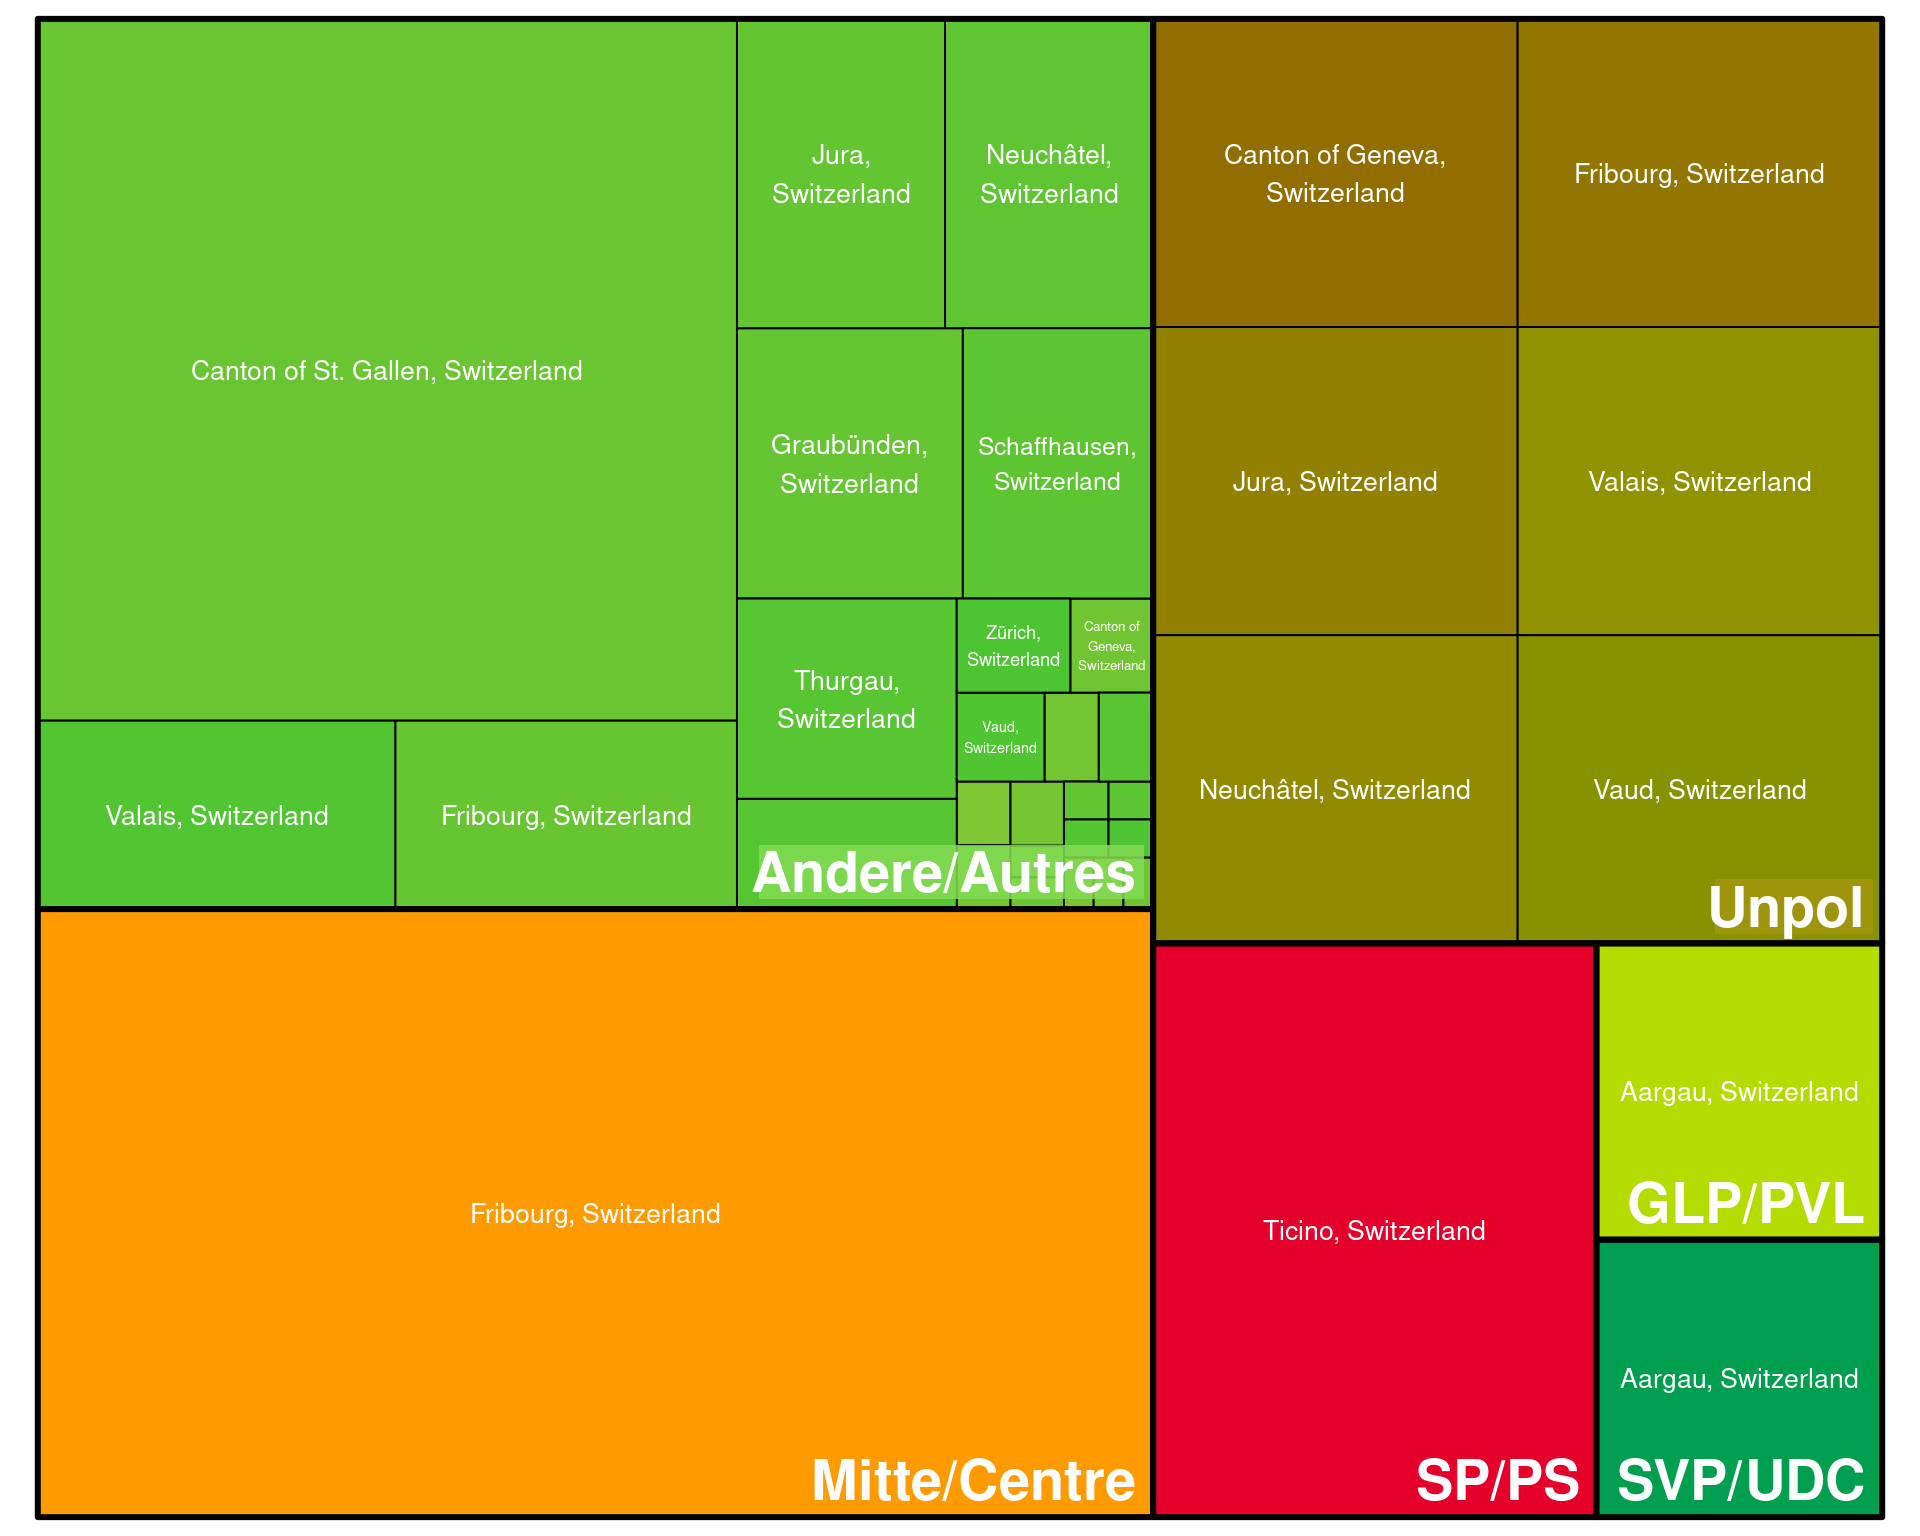 Canton of St. Gallen, Switzerland
Valais, Switzerland
Fribourg, Switzerland
Jura,
Switzerland
Neuchâtel,
Switzerland
Graubünden,
Switzerland
Schaffhausen,
Switzerland
Thurgau,
Switzerland
Zürich,
Switzerland
Canton of
Geneva,
Switzerland
Vaud,
Switzerland
Andere/Autres
Canton of Geneva,
Switzerland
Fribourg, Switzerland
Jura, Switzerland
Valais, Switzerland
Neuchâtel, Switzerland
Vaud, Switzerland
Unpol
Fribourg, Switzerland
Mitte/Centre
Ticino, Switzerland
SP/PS
Aargau, Switzerland
GLP/PVL
Aargau, Switzerland
SVP/UDC